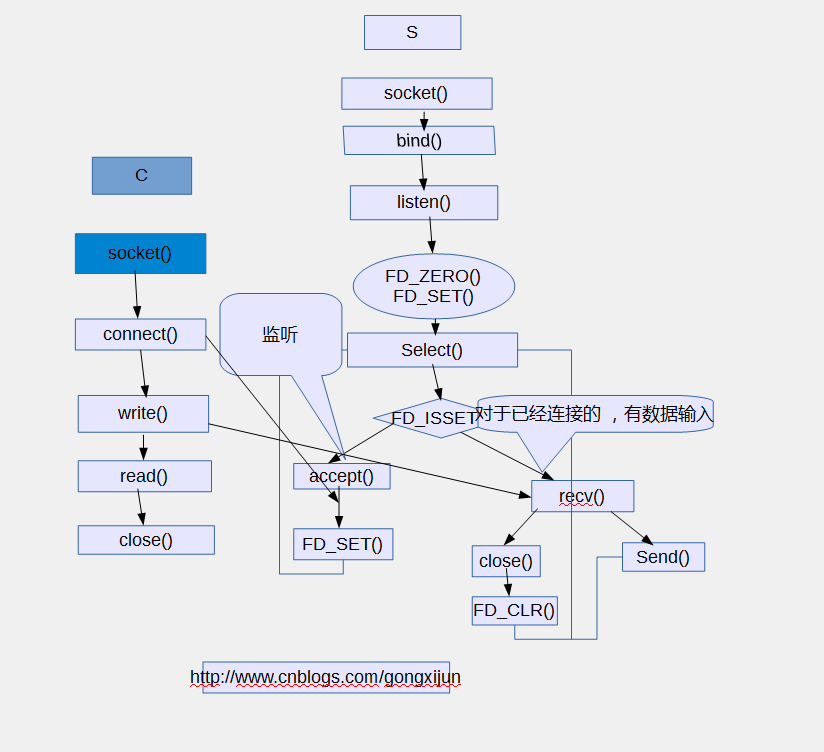 S
socket()
bind()
listen()
FD_ZERO()
FD_SET()
Select()
FD_ISSET
监听
对于已经连接的 ，有数据输入
accept()
FD_SET()
recv()
close()
Send()
FD_CLR()
C
socket()
connect()
write()
read()
close()
http://www.cnblogs.com/gongxijun